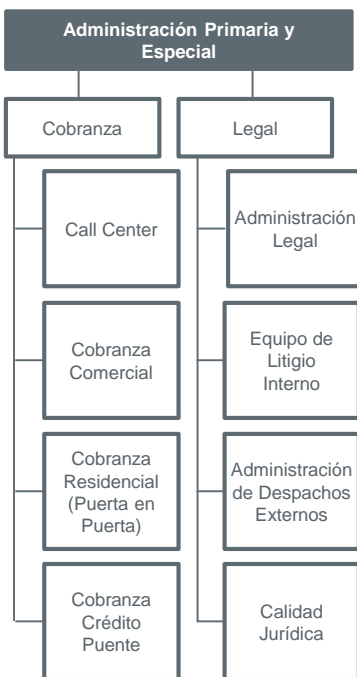 Administración Primaria y
Especial
Cobranza
Legal
Call Center
Administración
Legal
Cobranza
Comercial
Equipo de
Litigio
Interno
Cobranza
Residencial
(Puerta en
Puerta)
Administración
de Despachos
Externos
Cobranza
Crédito
Puente
Calidad
Jurídica